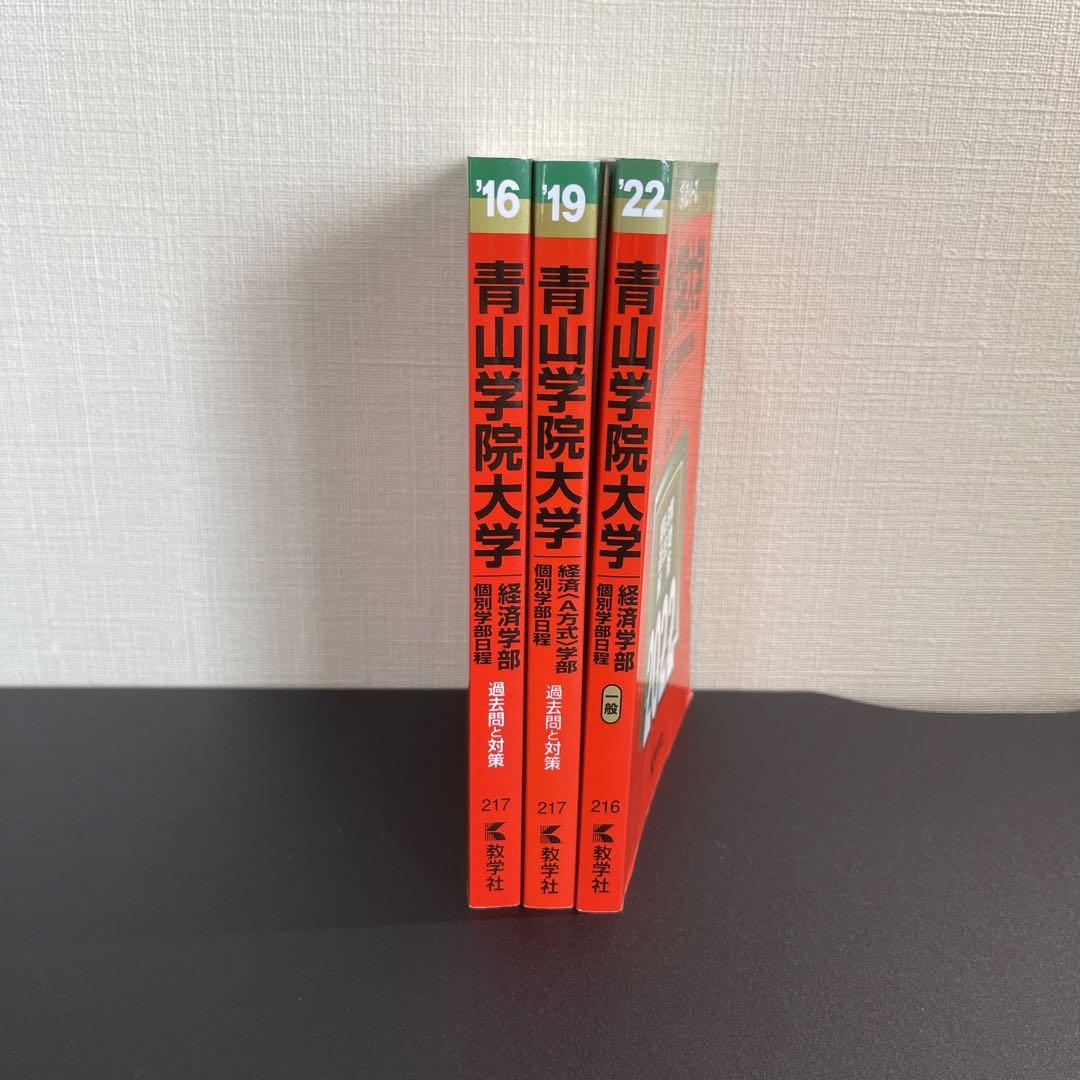 '16
青山学院大学
経済学部
個別学部日程
過去問と対策
217
教学社
'19
青山学院大学
経済〈A方式〉学部
個別学部日程
過去問と対策
217
教学社
'22
青山学院大学
経済学部
個別学部日程
一般
216
教学社
2022